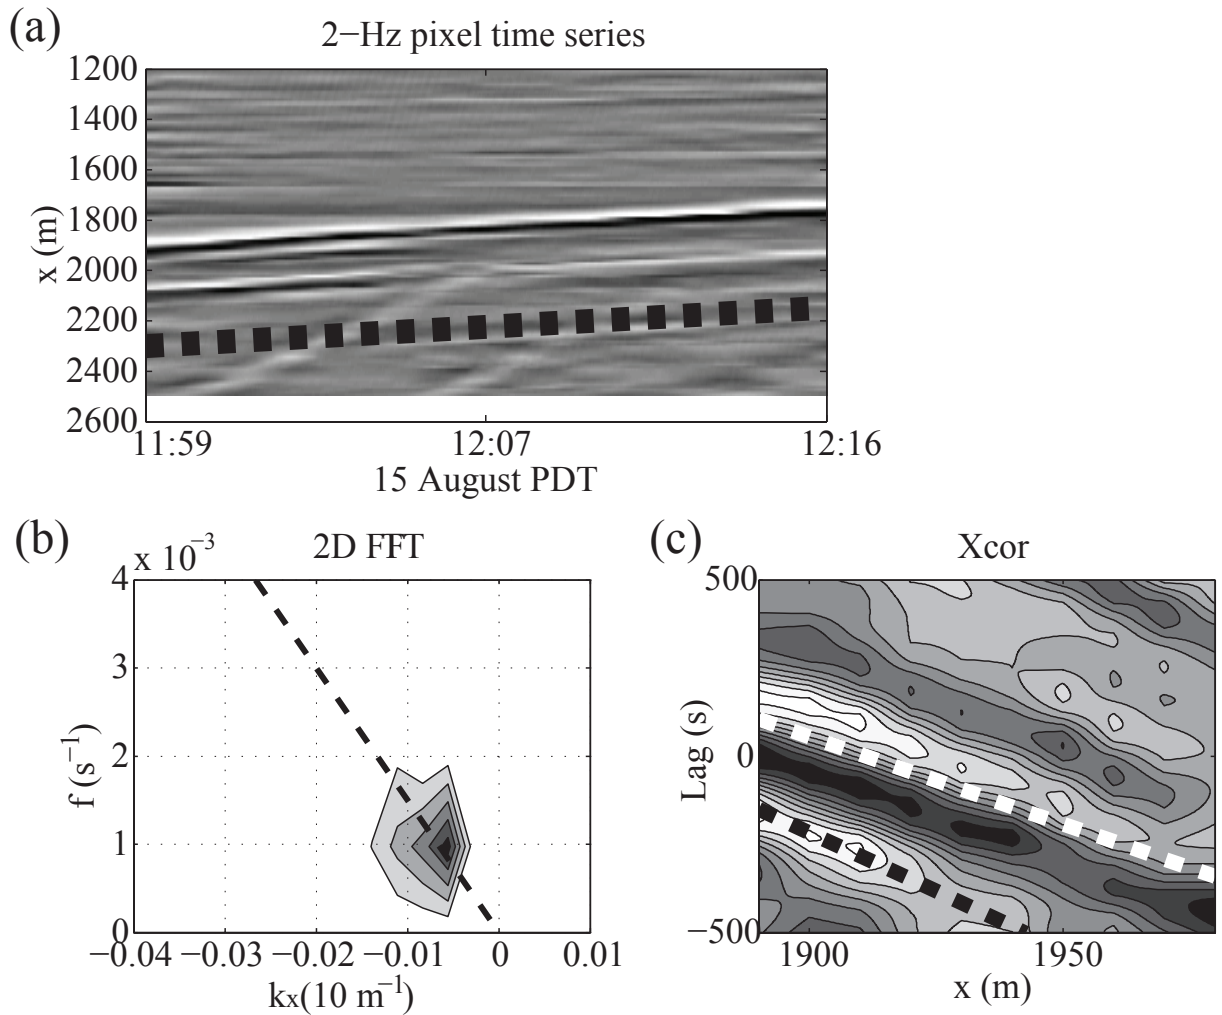 (a)
2−Hz pixel time series
1200
1400
1600
1800
2000
2200
2400
2600
x (m)
11:59
12:07
12:16
15 August PDT
(b)
2D FFT
x 10−3
4
3
2
1
0
f (s−1)
−0.04
−0.03
−0.02
−0.01
0
0.01
kx(10 m−1)
(c)
Xcor
500
0
−500
Lag (s)
1900
1950
x (m)